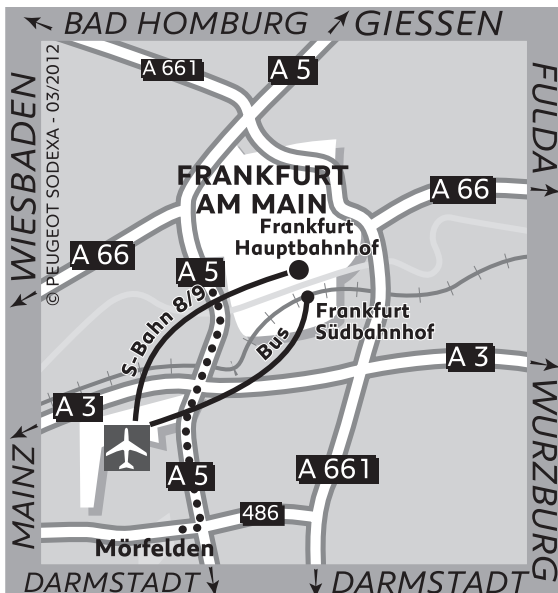 BAD HOMBURG
GIESSEN
WIESBADEN
© PEUGEOT SODEXA - 03/2012
FULDA
A 661
A 5
FRANKFURT
AM MAIN
A 66
Frankfurt
Hauptbahnhof
A 66
A 5
S-Bahn 8/9
Frankfurt
Südbahnhof
Bus
A 3
A 3
MAINZ
WURZBURG
A 5
A 661
486
Mörfelden
DARMSTADT
DARMSTADT